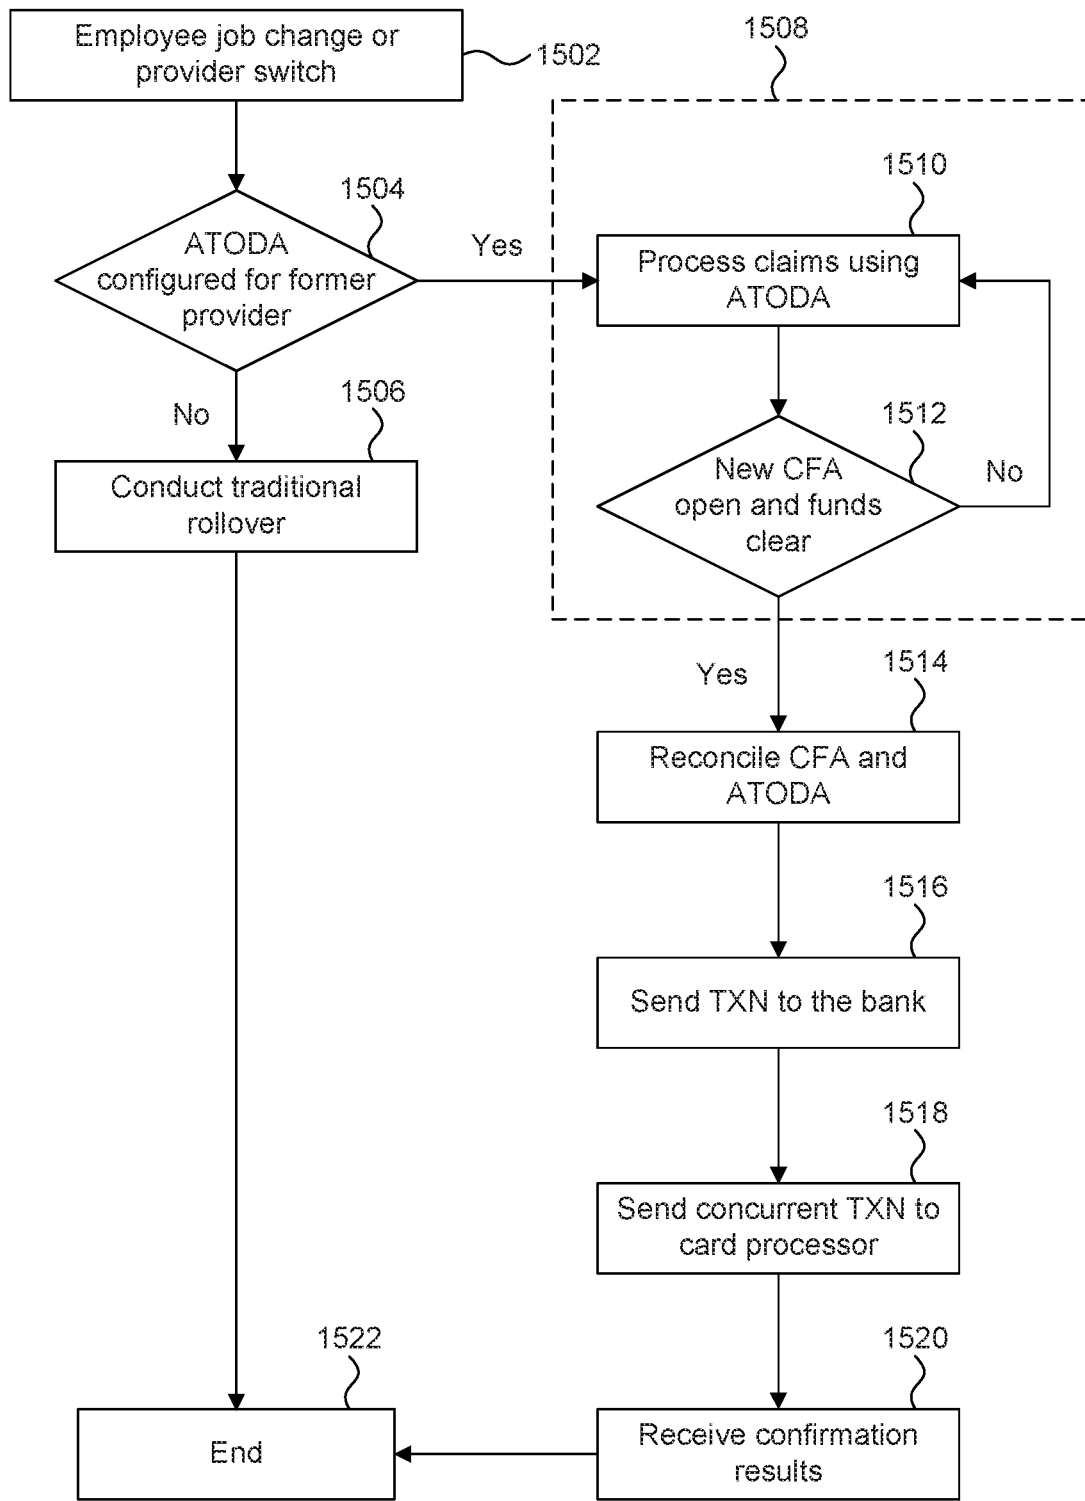 Employee job change or
provider switch
1502
1508
1504
ATODA
configured for former
provider
Yes
1510
Process claims using
ATODA
No
1506
Conduct traditional
rollover
1512
New CFA
open and funds
clear
No
Yes
1514
Reconcile CFA and
ATODA
1516
Send TXN to the bank
1518
Send concurrent TXN to
card processor
1520
Receive confirmation
results
1522
End